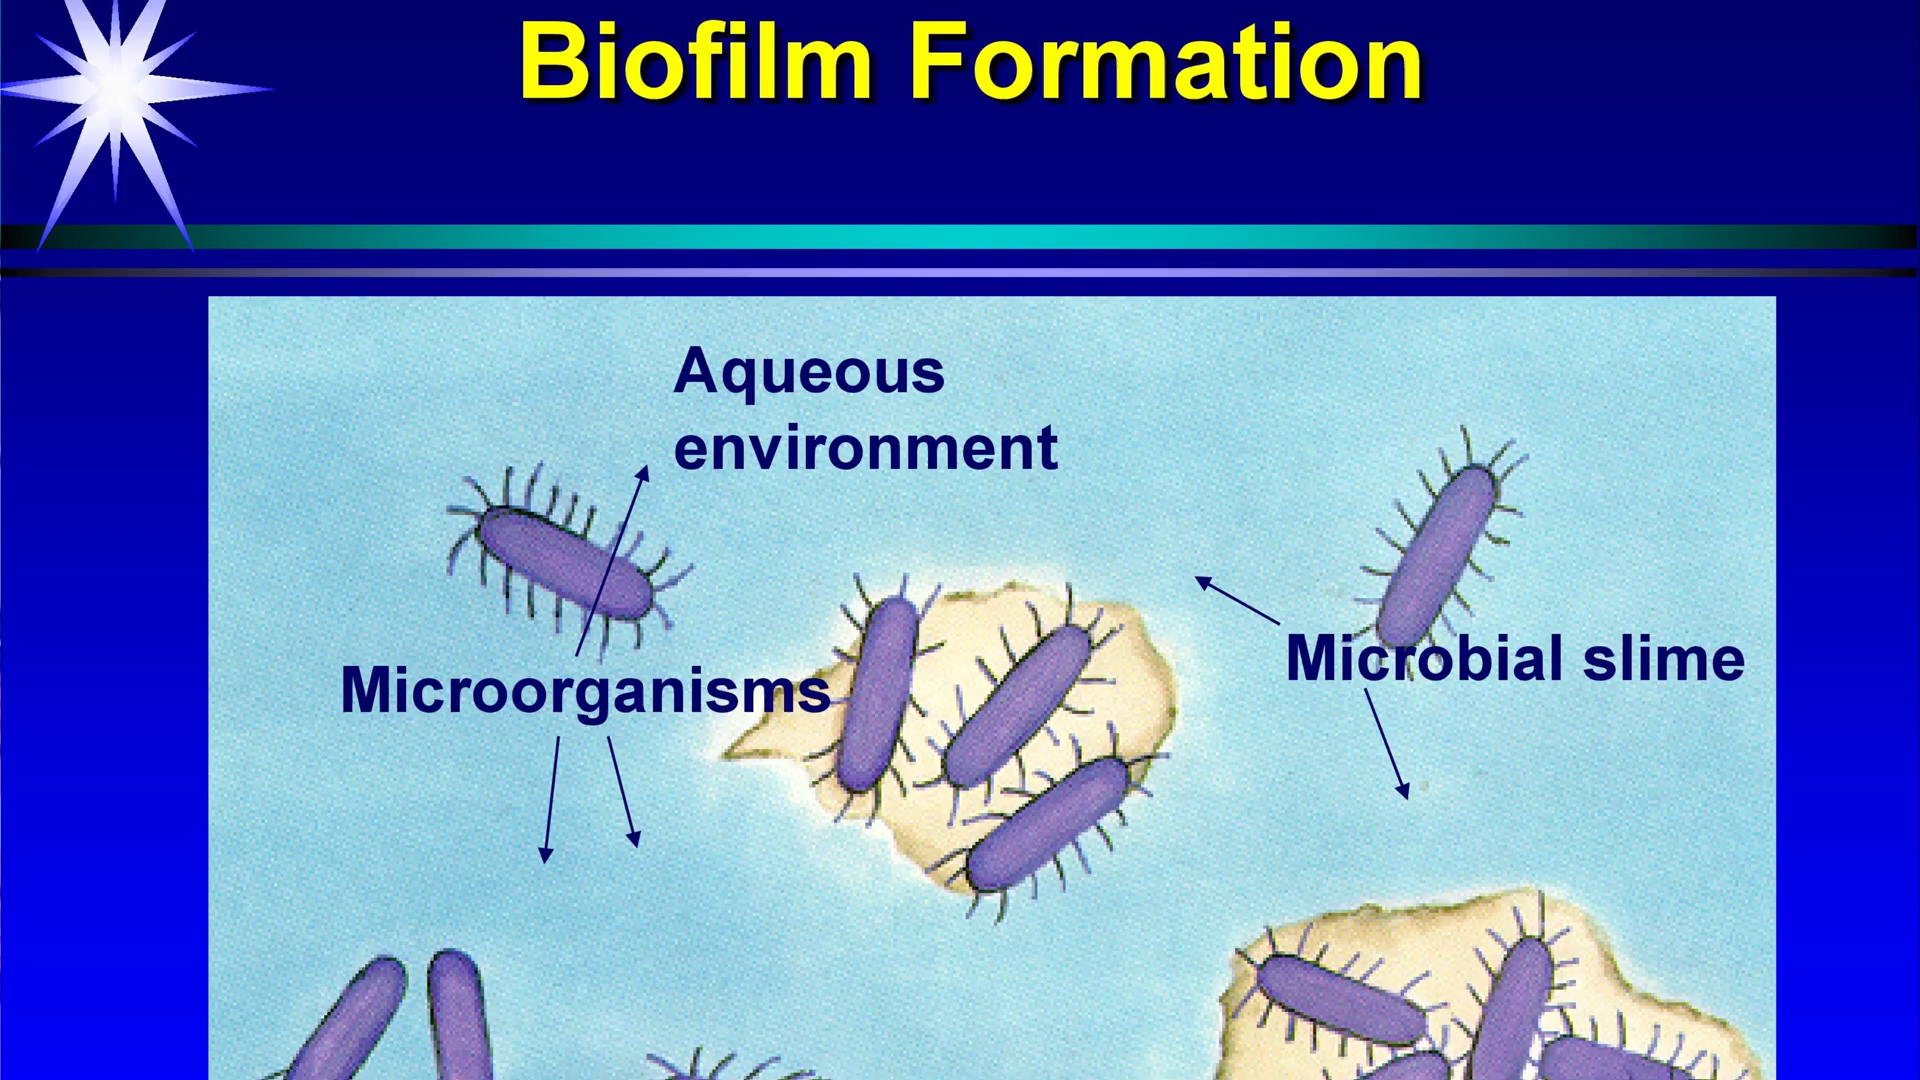 Biofilm Formation
Aqueous
environment
Microbial slime
Microorganisms